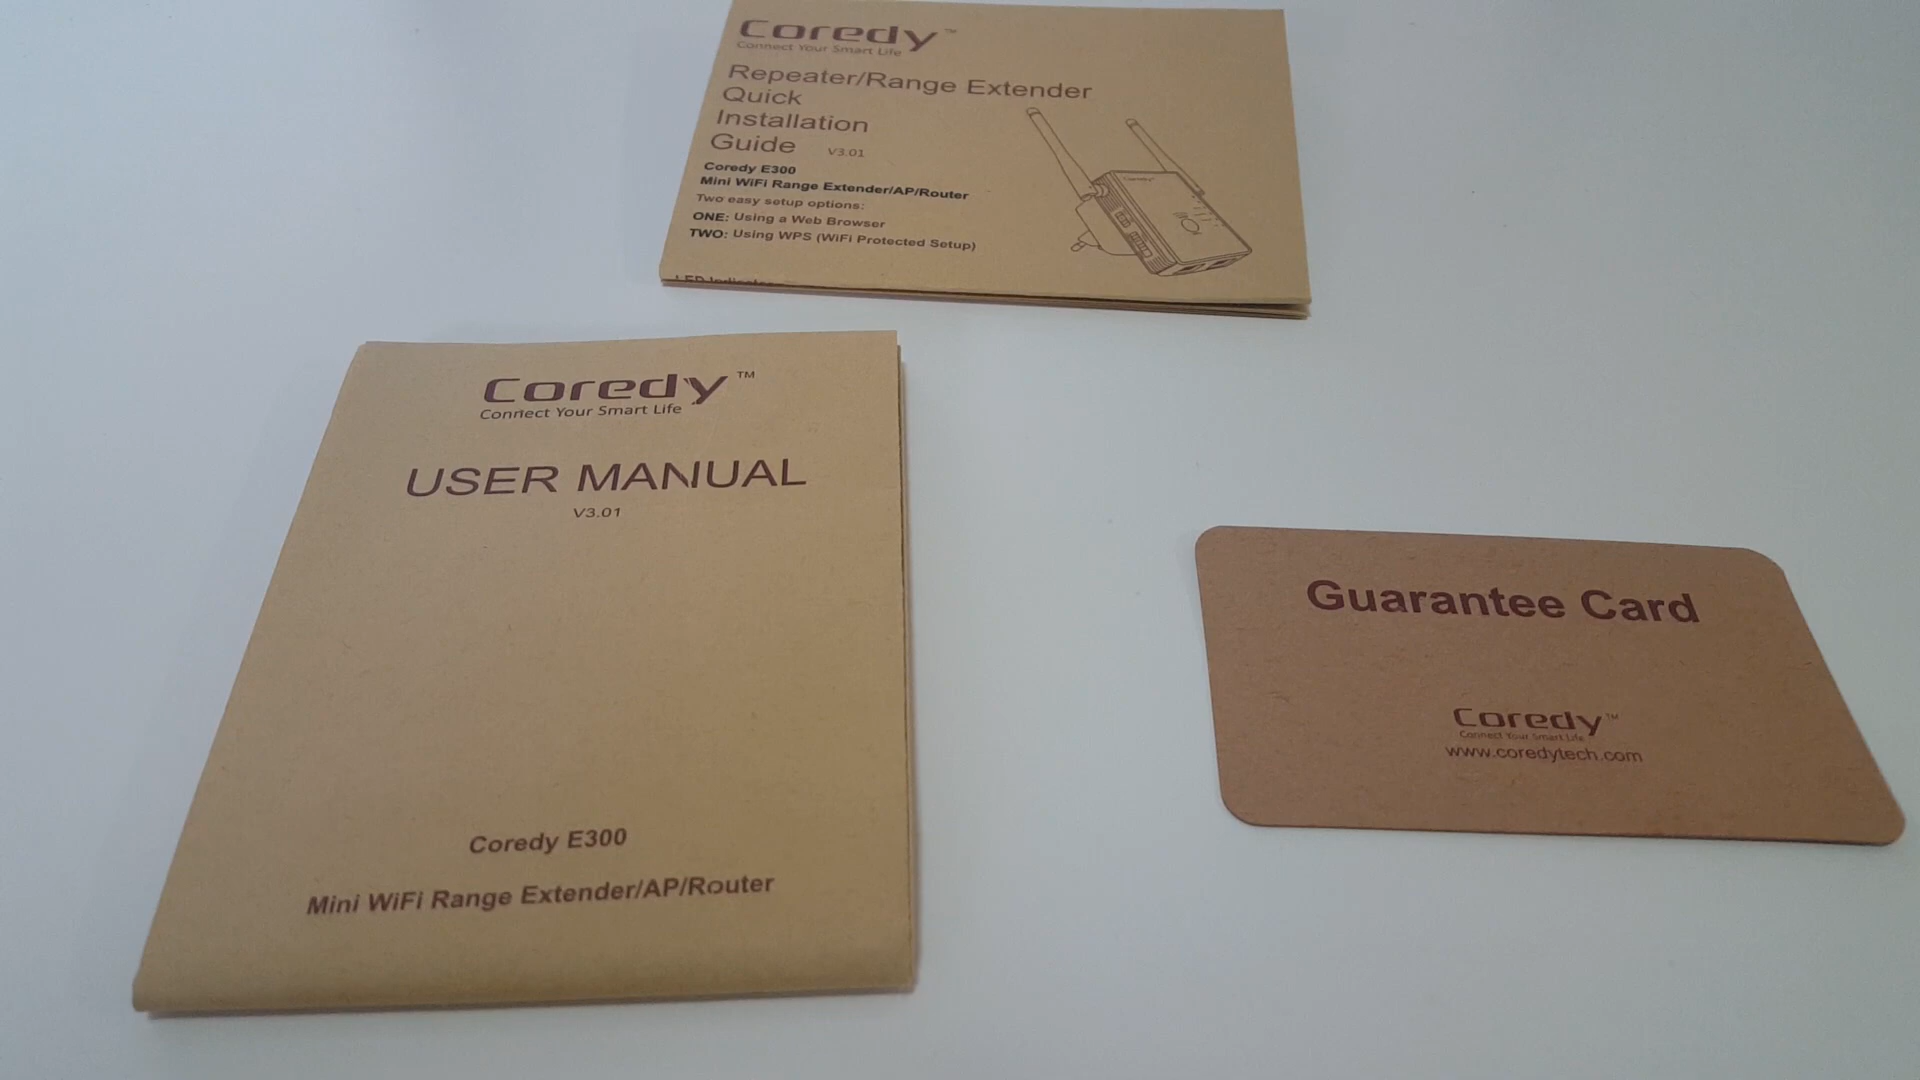 Coredy™
Connect Your Smart Life
Repeater/Range Extender
Quick
Installation
Guide V3.01
Coredy E300
Mini WiFi Range Extender/AP/Router
Two easy setup options:
ONE: Using a Web Browser
TWO: Using WPS (WiFi Protected Setup)
Coredy™
Connect Your Smart Life
USER MANUAL
V3.01
Coredy E300
Mini WiFi Range Extender/AP/Router
Guarantee Card
Coredy™
Connect Your Smart Life
www.coredytech.com